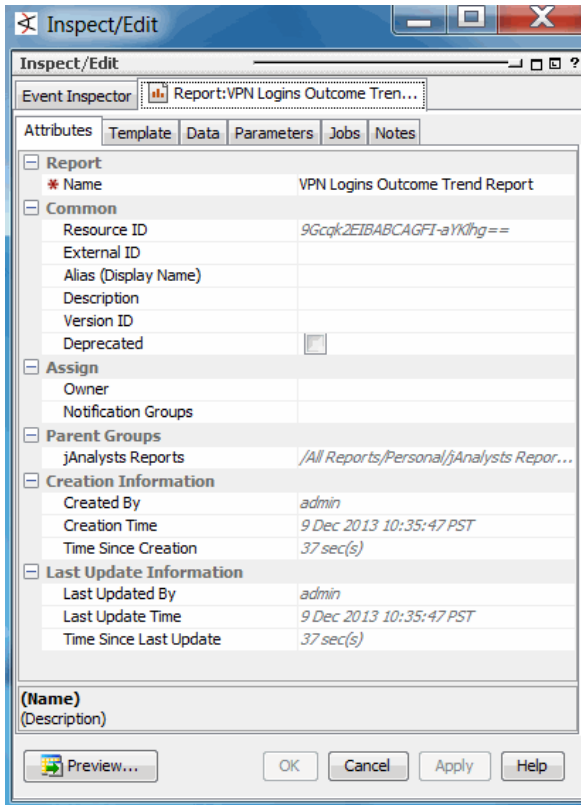 Inspect/Edit
Inspect/Edit ?
Event Inspector Report:VPN Logins Outcome Tren...
Attributes Template Data Parameters Jobs Notes
Report
* Name VPN Logins Outcome Trend Report
Common
Resource ID 9Gcqk2EIBABCAGFI-aYKlhg==
External ID
Alias (Display Name)
Description
Version ID
Deprecated
Assign
Owner
Notification Groups
Parent Groups
jAnalysts Reports /All Reports/Personal/jAnalysts Repor...
Creation Information
Created By admin
Creation Time 9 Dec 2013 10:35:47 PST
Time Since Creation 37 sec(s)
Last Update Information
Last Updated By admin
Last Update Time 9 Dec 2013 10:35:47 PST
Time Since Last Update 37 sec(s)
(Name)
(Description)
Preview... OK Cancel Apply Help